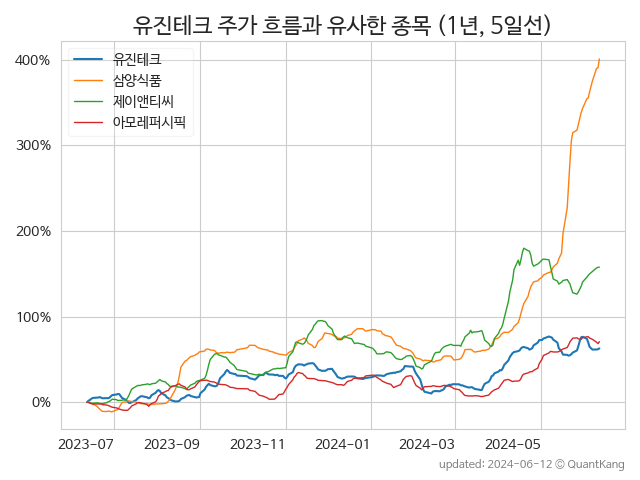 유진테크 주가 흐름과 유사한 종목 (1년, 5일선)
유진테크
삼양식품
제이앤티씨
아모레퍼시픽
400%
300%
200%
100%
0%
2023-07 2023-09 2023-11 2024-01 2024-03 2024-05
updated: 2024-06-12 © QuantKang